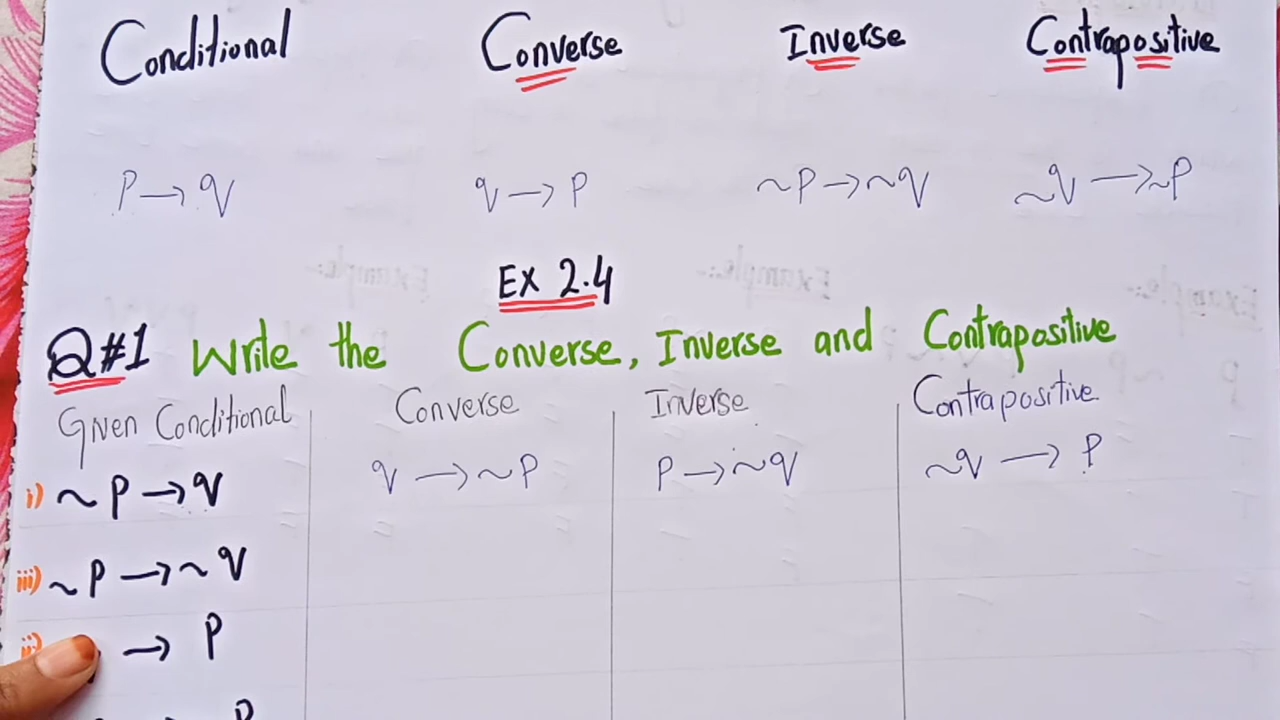 Conditional Converse Inverse Contrapositive
P → q q → P ~P → ~q ~q → ~P
Ex 2.4
Q#1 Write the Converse, Inverse and Contrapositive
Given Conditional Converse Inverse Contrapositive
i) ~P → q q → ~P P → ~q ~q → P
iii) ~P → ~q
→ P
P